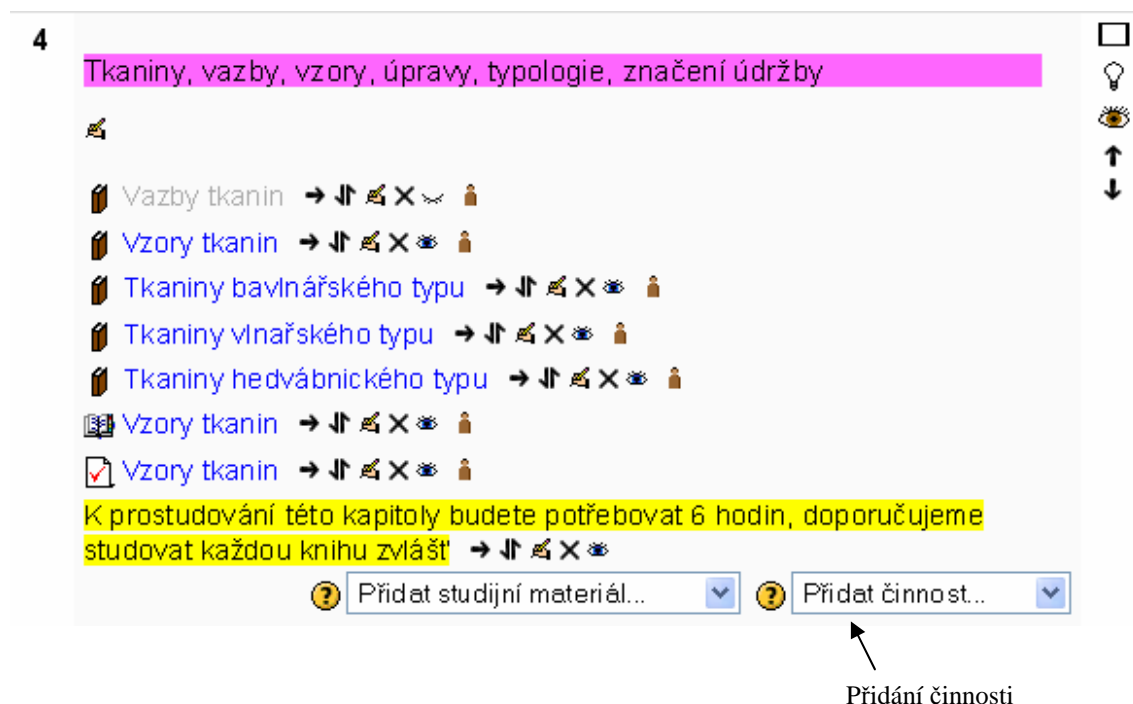 4
Tkaniny, vazby, vzory, úpravy, typologie, značení údržby
Vazby tkanin
Vzory tkanin
Tkaniny bavlnářského typu
Tkaniny vlnařského typu
Tkaniny hedvábnického typu
Vzory tkanin
Vzory tkanin
K prostudování této kapitoly budete potřebovat 6 hodin, doporučujeme
studovat každou knihu zvlášť
Přidat studijní materiál... Přidat činnost...
Přidání činnosti